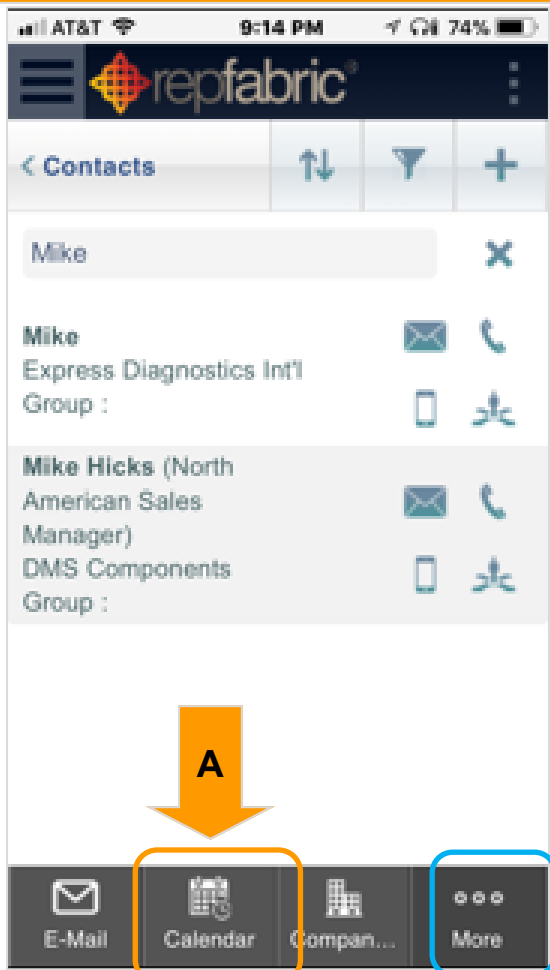 AT&T 9:14 PM 74%
repfabric®
< Contacts
Mike
Mike
Express Diagnostics Int'l
Group :
Mike Hicks (North
American Sales
Manager)
DMS Components
Group :
A
E-Mail Calendar Compan... More